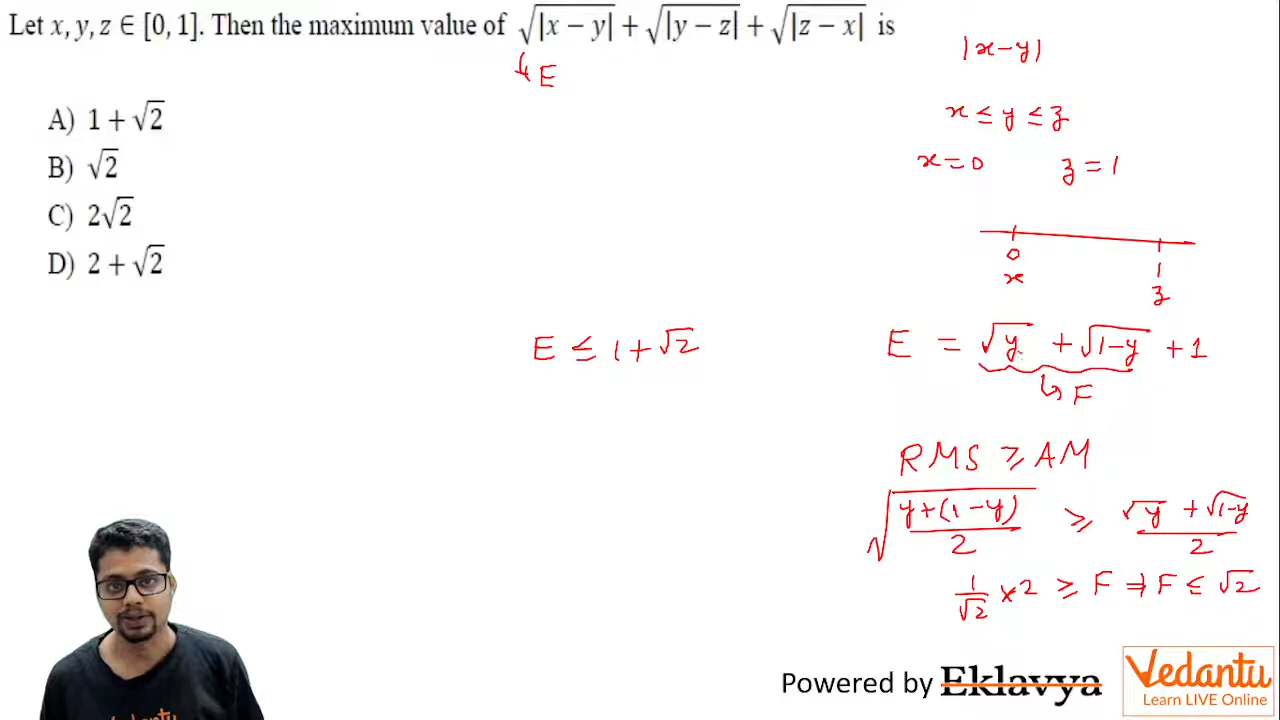 Let x, y, z ∈ [0, 1]. Then the maximum value of √|x − y| + √|y − z| + √|z − x| is
↳ E
A) 1 + √2
B) √2
C) 2√2
D) 2 + √2
|x−y|
x ≤ y ≤ z
x = 0 z = 1
0 1
x z
E ≤ 1 + √2
E = √y + √1−y + 1
↳ F
RMS ≥ AM
√(y+(1−y)/2) ≥ (√y + √1−y)/2
1/√2 × 2 ≥ F ⇒ F ≤ √2
Powered by Eklavya
Vedantu
Learn LIVE Online